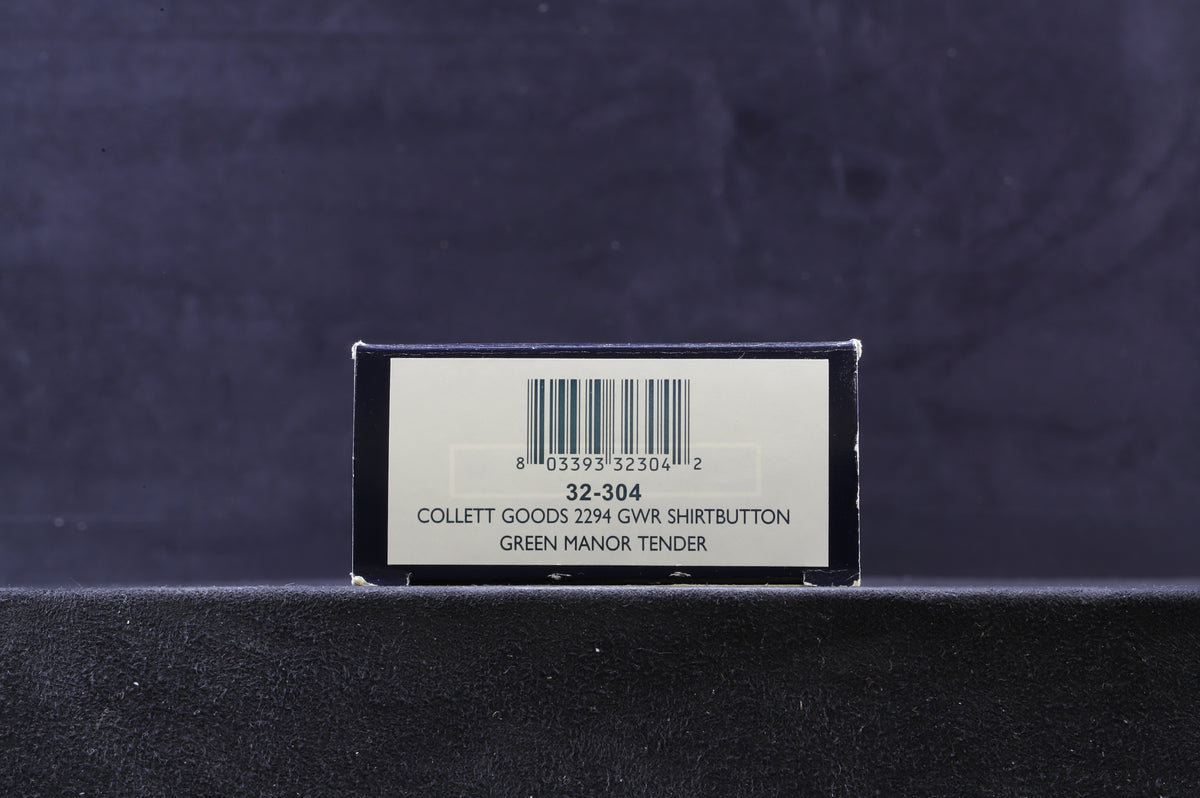 8 03393 32304 2
32-304
COLLETT GOODS 2294 GWR SHIRTBUTTON
GREEN MANOR TENDER